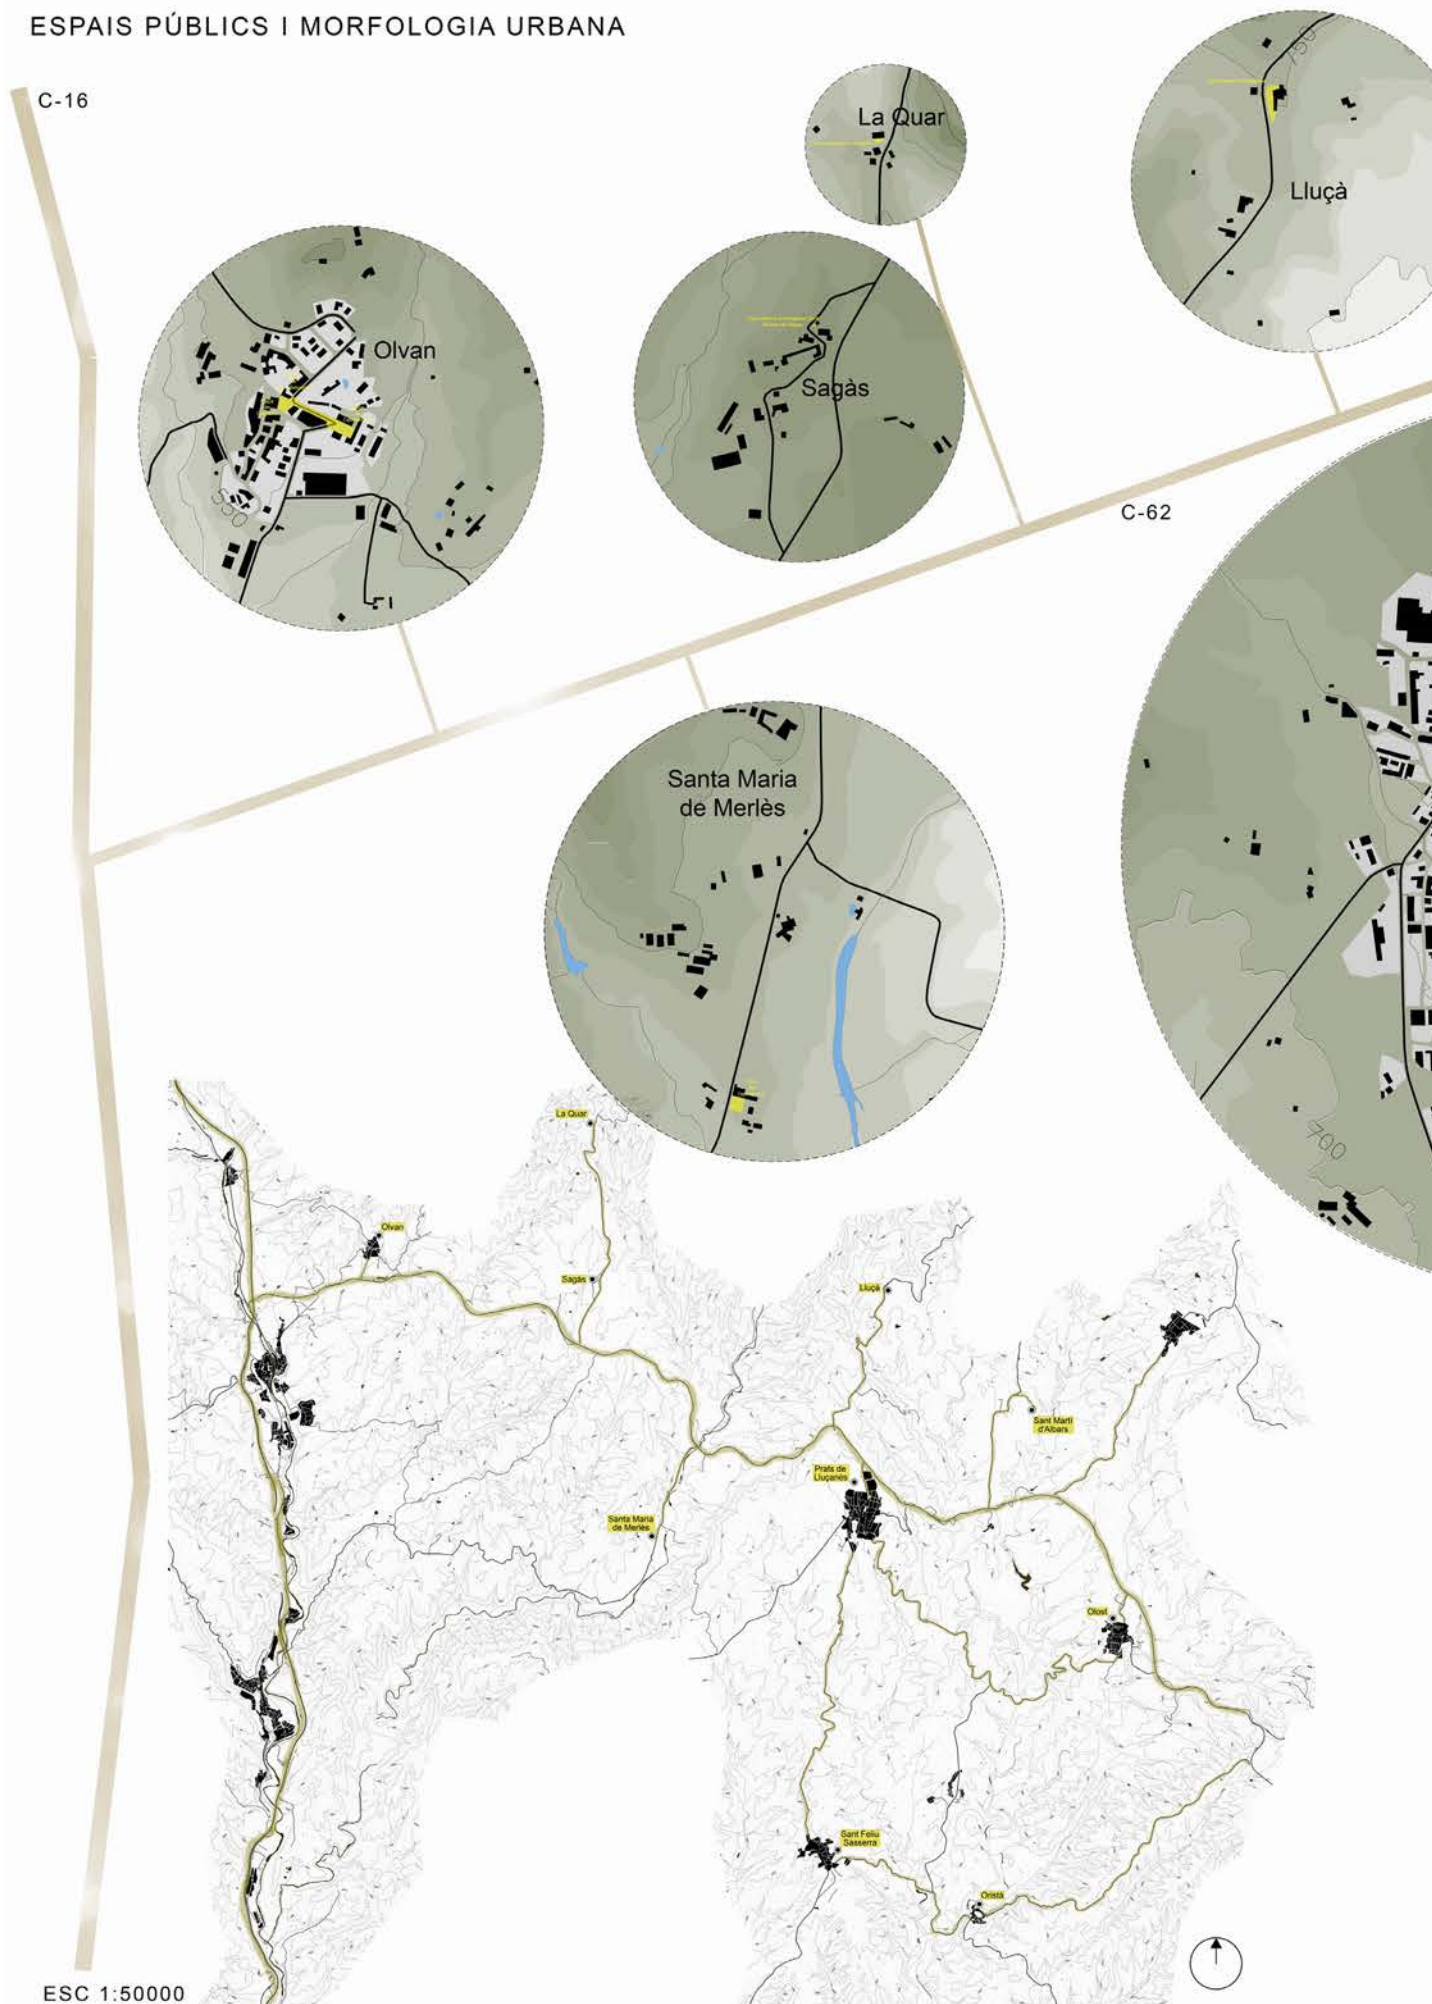 ESPAIS PÚBLICS I MORFOLOGIA URBANA
C-16
La Quar
750
Lluçà
Olvan
Sagàs
550
C-62
Santa Maria
de Merlès
700
La Quar
Olvan
Sagàs
Lluçà
Sant Martí
d'Albars
Prats de
Lluçanès
Santa Maria
de Merlès
Olost
Sant Feliu
Sasserra
Oristà
ESC 1:50000